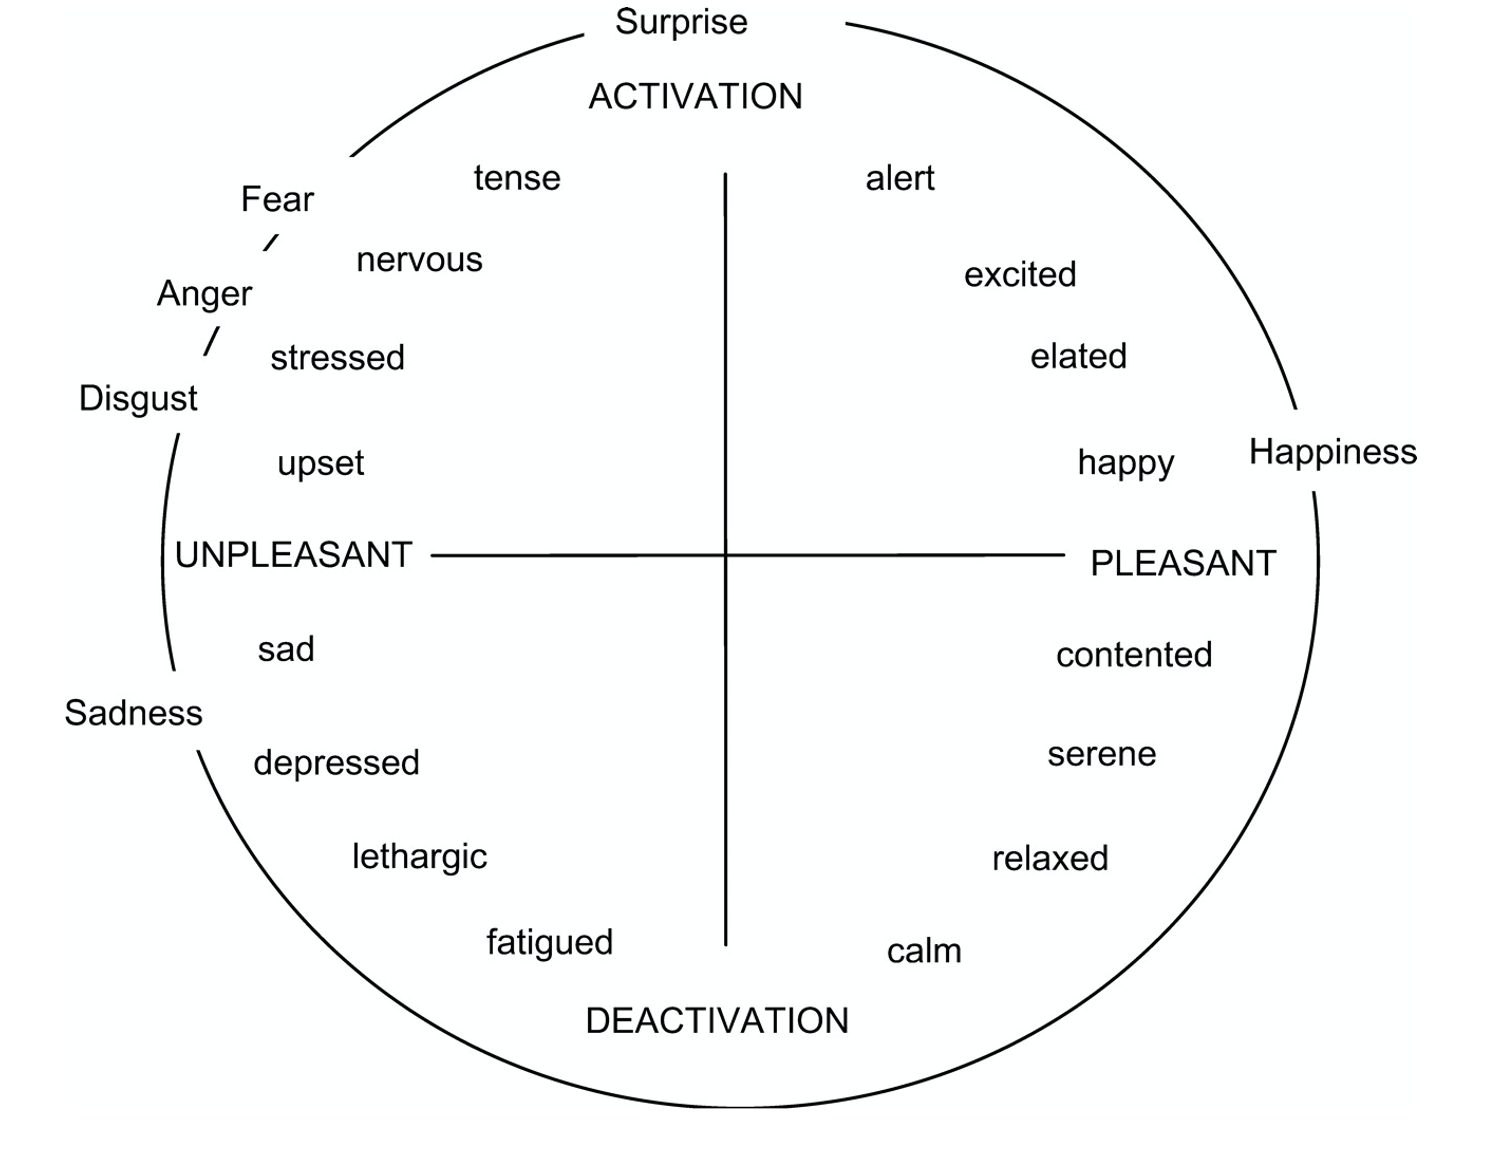 Surprise
ACTIVATION
tense
alert
Fear
nervous
excited
Anger
stressed
elated
Disgust
upset
happy
Happiness
UNPLEASANT
PLEASANT
sad
contented
Sadness
depressed
serene
lethargic
relaxed
fatigued
calm
DEACTIVATION